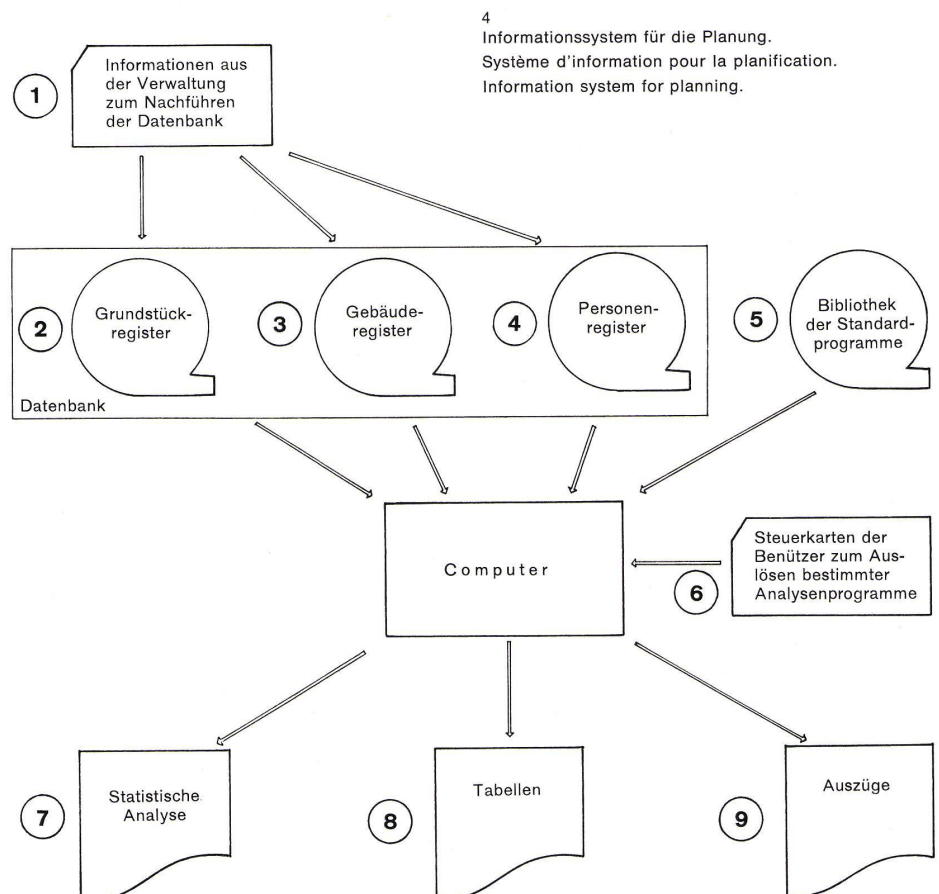 4
Informationssystem für die Planung.
Système d'information pour la planification.
Information system for planning.
1
Informationen aus
der Verwaltung
zum Nachführen
der Datenbank
2
Grundstück-
register
3
Gebäude-
register
4
Personen-
register
5
Bibliothek
der Standard-
programme
Datenbank
Computer
6
Steuerkarten der
Benützer zum Aus-
lösen bestimmter
Analysenprogramme
7
Statistische
Analyse
8
Tabellen
9
Auszüge